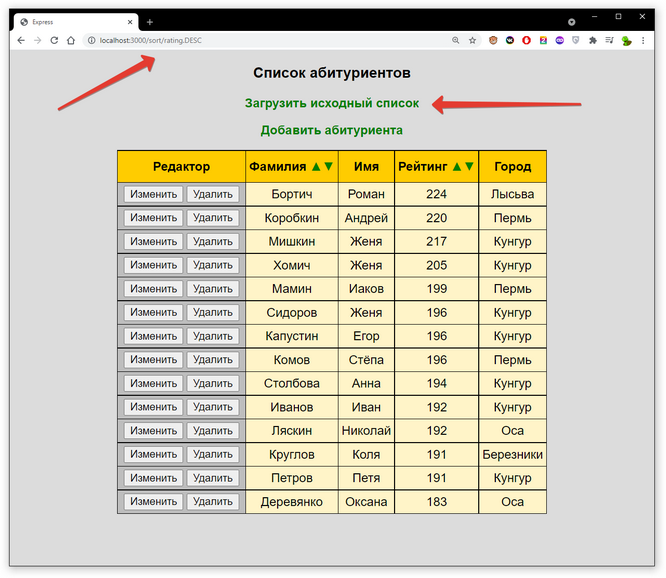 Express
localhost:3000/sort/rating.DESC
Список абитуриентов
Загрузить исходный список
Добавить абитуриента
Редактор Фамилия ▲▼ Имя Рейтинг ▲▼ Город
Изменить Удалить Бортич Роман 224 Лысьва
Изменить Удалить Коробкин Андрей 220 Пермь
Изменить Удалить Мишкин Женя 217 Кунгур
Изменить Удалить Хомич Женя 205 Кунгур
Изменить Удалить Мамин Иаков 199 Пермь
Изменить Удалить Сидоров Женя 196 Кунгур
Изменить Удалить Капустин Егор 196 Кунгур
Изменить Удалить Комов Стёпа 196 Пермь
Изменить Удалить Столбова Анна 194 Кунгур
Изменить Удалить Иванов Иван 192 Кунгур
Изменить Удалить Ляскин Николай 192 Оса
Изменить Удалить Круглов Коля 191 Березники
Изменить Удалить Петров Петя 191 Кунгур
Изменить Удалить Деревянко Оксана 183 Оса